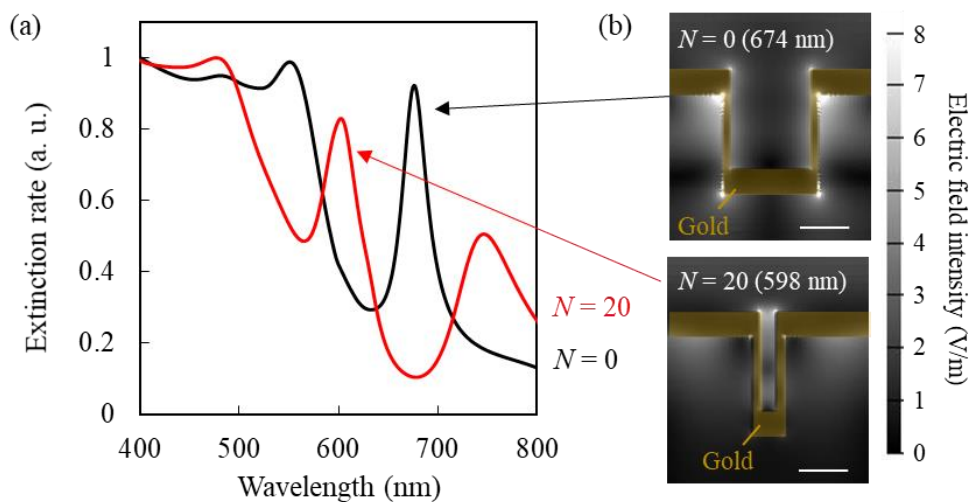 (a)
Extinction rate (a. u.)
1
0.8
0.6
0.4
0.2
0
400
500
600
700
800
Wavelength (nm)
N = 20
N = 0
(b)
N = 0 (674 nm)
Gold
N = 20 (598 nm)
Gold
8
7
6
5
4
3
2
1
0
Electric field intensity (V/m)